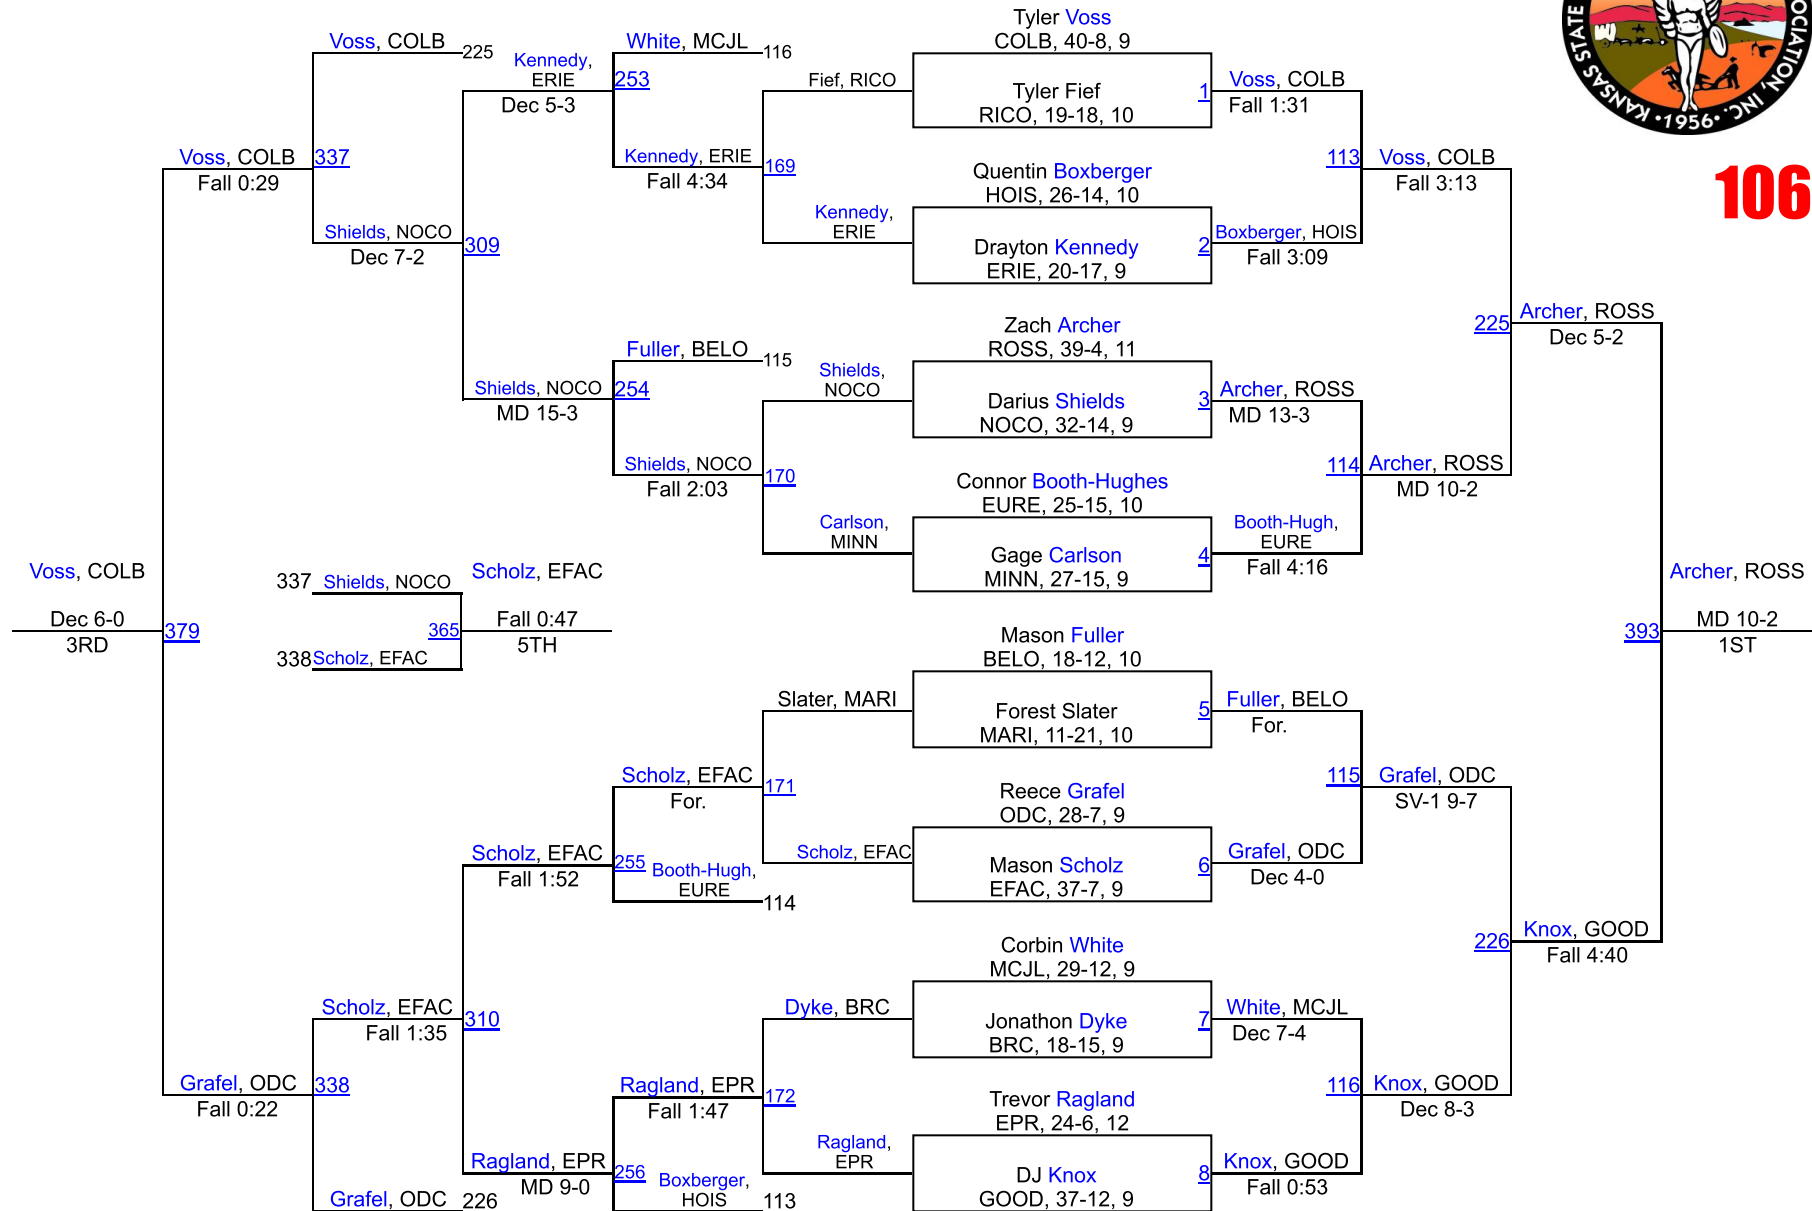 Tyler Voss
COLB, 40-8, 9
Tyler Fief
RICO, 19-18, 10
1
Quentin Boxberger
HOIS, 26-14, 10
Drayton Kennedy
ERIE, 20-17, 9
2
Zach Archer
ROSS, 39-4, 11
Darius Shields
NOCO, 32-14, 9
3
Connor Booth-Hughes
EURE, 25-15, 10
Gage Carlson
MINN, 27-15, 9
4
Mason Fuller
BELO, 18-12, 10
Forest Slater
MARI, 11-21, 10
5
Reece Grafel
ODC, 28-7, 9
Mason Scholz
EFAC, 37-7, 9
6
Corbin White
MCJL, 29-12, 9
Jonathon Dyke
BRC, 18-15, 9
7
Trevor Ragland
EPR, 24-6, 12
DJ Knox
GOOD, 37-12, 9
8
Voss, COLB
Fall 1:31
Boxberger, HOIS
Fall 3:09
Archer, ROSS
MD 13-3
Booth-Hugh,
EURE
Fall 4:16
Fuller, BELO
For.
Grafel, ODC
Dec 4-0
White, MCJL
Dec 7-4
Knox, GOOD
Fall 0:53
113
Voss, COLB
Fall 3:13
114
Archer, ROSS
MD 10-2
115
Grafel, ODC
SV-1 9-7
116
Knox, GOOD
Dec 8-3
225
Archer, ROSS
Dec 5-2
226
Knox, GOOD
Fall 4:40
393
Archer, ROSS
MD 10-2
1ST
Fief, RICO
Kennedy,
ERIE
169
Shields,
NOCO
Carlson,
MINN
170
Slater, MARI
Scholz, EFAC
171
Dyke, BRC
Ragland,
EPR
172
White, MCJL
116
253
Kennedy, ERIE
Fall 4:34
Fuller, BELO
115
254
Shields, NOCO
Fall 2:03
Scholz, EFAC
For.
255
Booth-Hugh,
EURE
114
Ragland, EPR
Fall 1:47
256
Boxberger,
HOIS
113
Kennedy,
ERIE
Dec 5-3
309
Shields, NOCO
MD 15-3
Scholz, EFAC
Fall 1:52
310
Ragland, EPR
MD 9-0
Voss, COLB
225
337
Shields, NOCO
Dec 7-2
Scholz, EFAC
Fall 1:35
338
Grafel, ODC
226
Voss, COLB
Fall 0:29
Grafel, ODC
Fall 0:22
379
Voss, COLB
Dec 6-0
3RD
337
Shields, NOCO
338
Scholz, EFAC
365
Scholz, EFAC
Fall 0:47
5TH
106
KANSAS STATE
OCIATION, INC.
•1956•